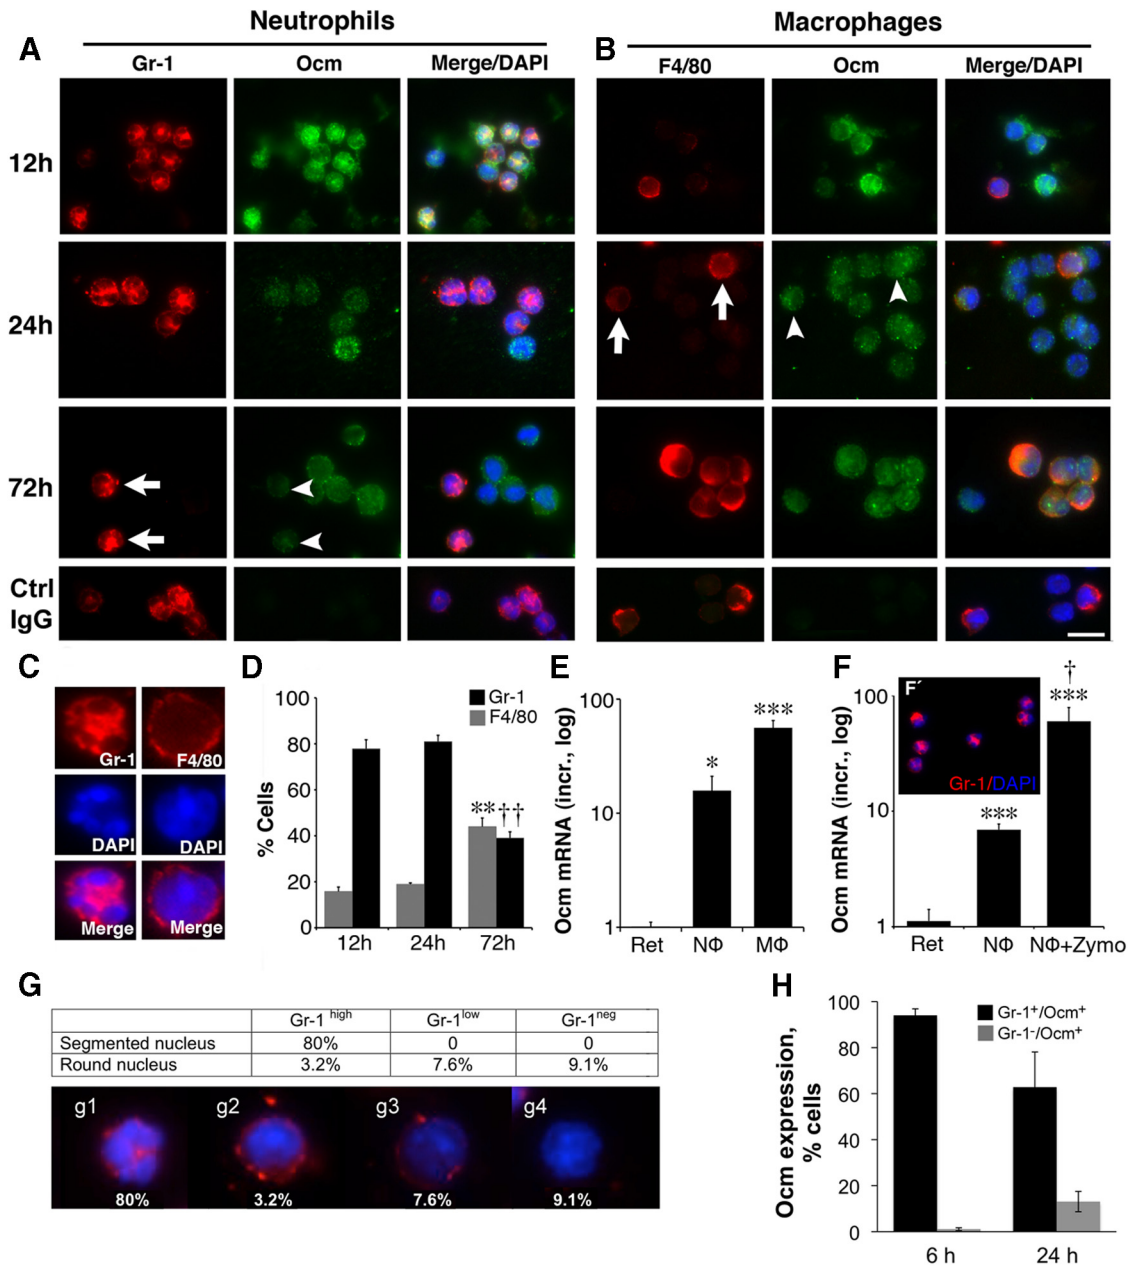 Neutrophils
Macrophages
A
B
Gr-1
Ocm
Merge/DAPI
F4/80
Ocm
Merge/DAPI
12h
24h
72h
Ctrl
IgG
C
Gr-1
F4/80
DAPI
DAPI
Merge
Merge
D
% Cells
100
80
60
40
20
0
Gr-1
F4/80
** ††
12h
24h
72h
E
Ocm mRNA (incr., log)
100
10
1
*
***
Ret
NΦ
MΦ
F
Ocm mRNA (incr., log)
100
10
1
F´
Gr-1/DAPI
***
†
***
Ret
NΦ
NΦ+Zymo
G
Gr-1 high
Gr-1 low
Gr-1 neg
Segmented nucleus 80% 0 0
Round nucleus 3.2% 7.6% 9.1%
g1
g2
g3
g4
80%
3.2%
7.6%
9.1%
H
Ocm expression,
% cells
100
80
60
40
20
0
Gr-1+/Ocm+
Gr-1-/Ocm+
6 h
24 h